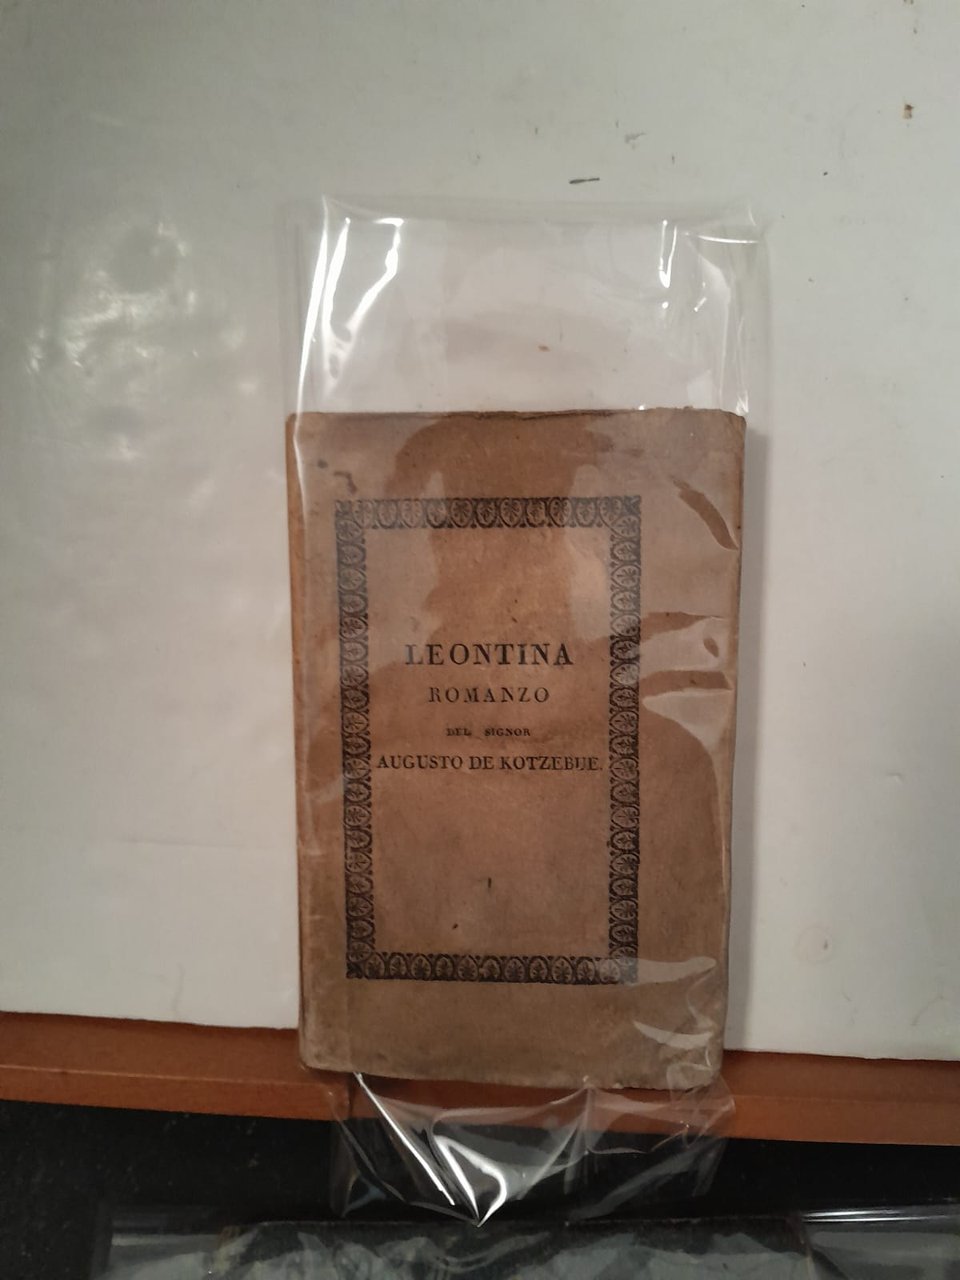 LEONTINA
ROMANZO
DEL SIGNOR
AUGUSTO DE KOTZEBUE.